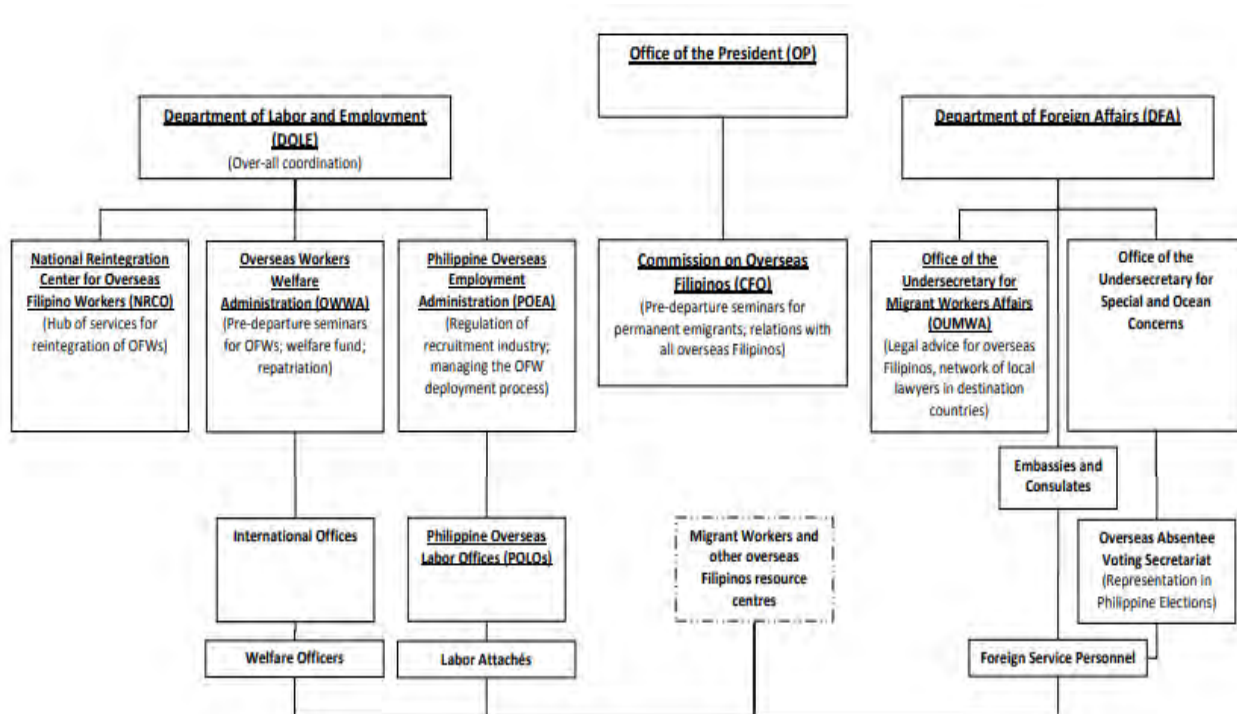 Office of the President (OP)
Department of Labor and Employment
(DOLE)
(Over-all coordination)
Department of Foreign Affairs (DFA)
National Reintegration
Center for Overseas
Filipino Workers (NRCO)
(Hub of services for
reintegration of OFWs)
Overseas Workers
Welfare
Administration (OWWA)
(Pre-departure seminars
for OFWs; welfare fund;
repatriation)
Philippine Overseas
Employment
Administration (POEA)
(Regulation of
recruitment industry;
managing the OFW
deployment process)
Commission on Overseas
Filipinos (CFO)
(Pre-departure seminars for
permanent emigrants; relations with
all overseas Filipinos)
Office of the
Undersecretary for
Migrant Workers Affairs
(OUMWA)
(Legal advice for overseas
Filipinos, network of local
lawyers in destination
countries)
Office of the
Undersecretary for
Special and Ocean
Concerns
Embassies and
Consulates
International Offices
Philippine Overseas
Labor Offices (POLOs)
Migrant Workers and
other overseas
Filipinos resource
centres
Overseas Absentee
Voting Secretariat
(Representation in
Philippine Elections)
Welfare Officers
Labor Attachés
Foreign Service Personnel